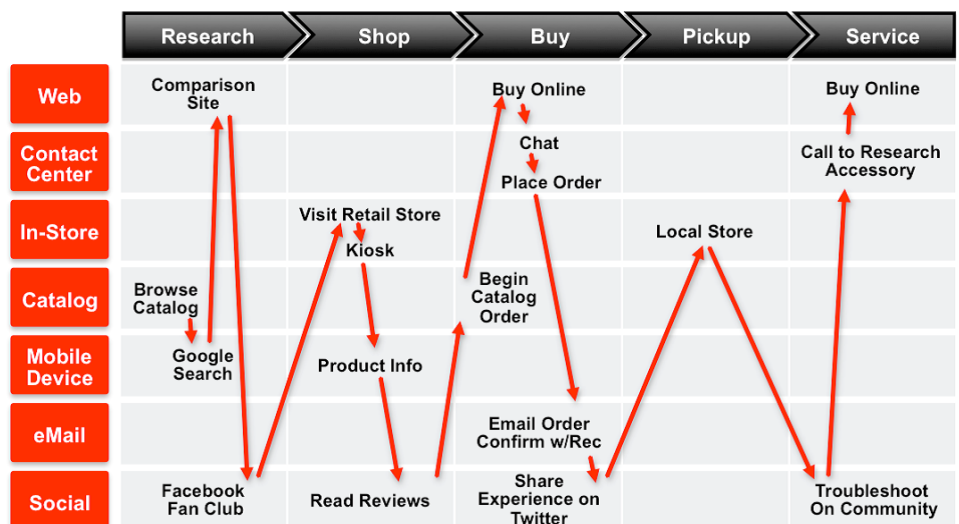 Research
Shop
Buy
Pickup
Service
Web
Comparison
Site
Buy Online
Buy Online
Contact
Center
Chat
Place Order
Call to Research
Accessory
In-Store
Visit Retail Store
Kiosk
Local Store
Catalog
Browse
Catalog
Begin
Catalog
Order
Mobile
Device
Google
Search
Product Info
eMail
Email Order
Confirm w/Rec
Social
Facebook
Fan Club
Read Reviews
Share
Experience on
Twitter
Troubleshoot
On Community